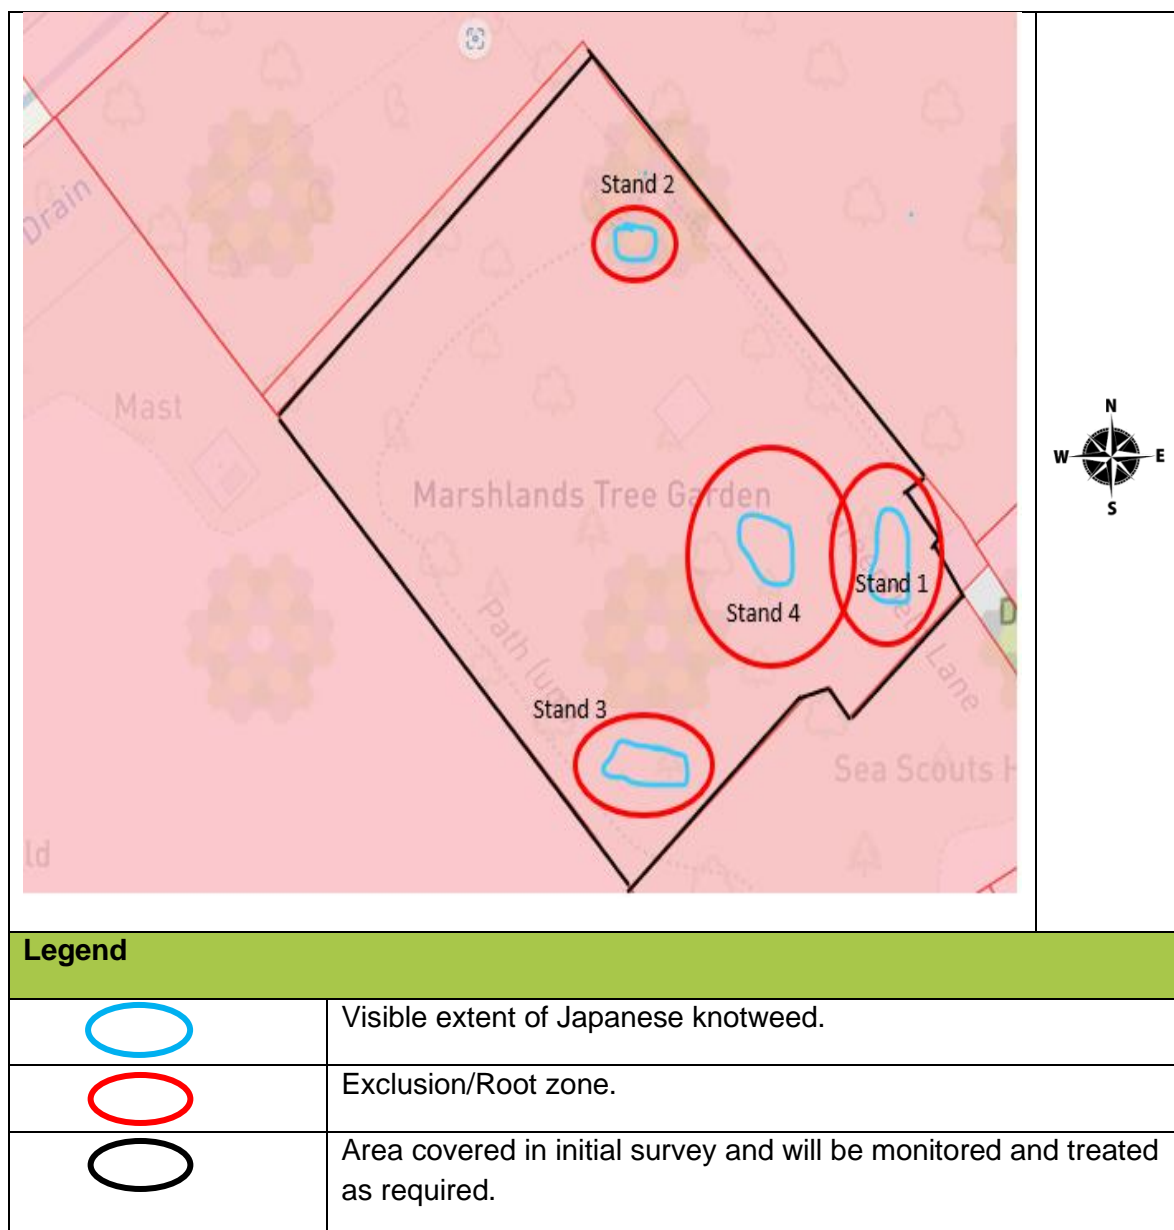 Stand 2
Drain
Mast
N
W E
S
Marshlands Tree Garden
Stand 1
Stand 4
Path (um
Lane
Stand 3
D
Sea Scouts H
ld
Legend
Visible extent of Japanese knotweed.
Exclusion/Root zone.
Area covered in initial survey and will be monitored and treated
as required.